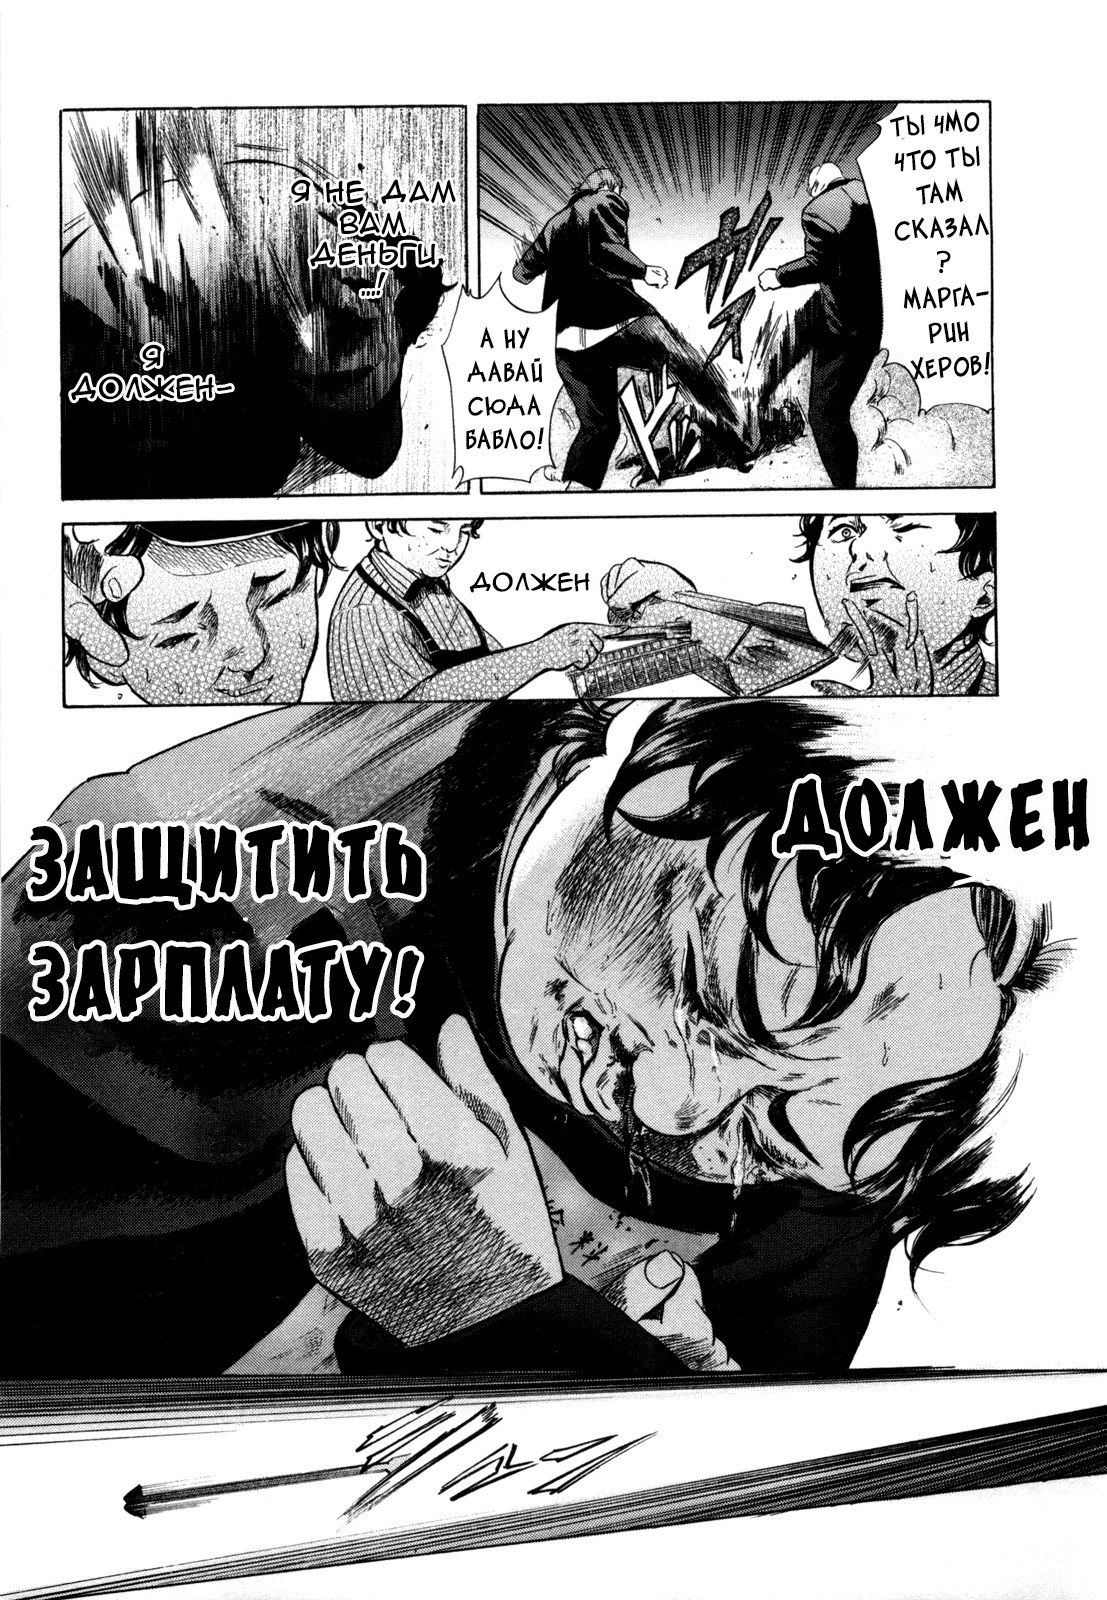 ТЫ ЧМО
ЧТО ТЫ
ТАМ
СКАЗАЛ
?
МАРГА-
РИН
ХЕРОВ!
А НУ
ДАВАЙ
СЮДА
БАБЛО!
Я НЕ ДАМ
ВАМ
ДЕНЬГИ
...!
Я
ДОЛЖЕН-
ДОЛЖЕН
ДОЛЖЕН
ЗАЩИТИТЬ
ЗАРПЛАТУ!